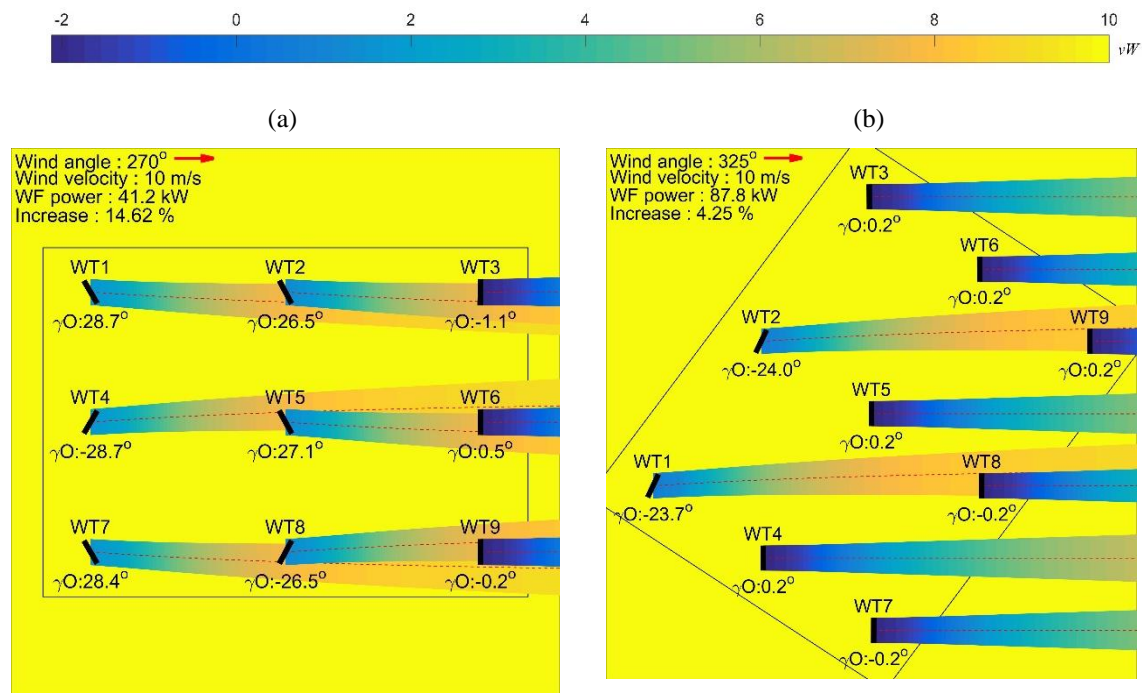 -2 0 2 4 6 8 10
vW
(a)
(b)
Wind angle : 270°
Wind velocity : 10 m/s
WF power : 41.2 kW
Increase : 14.62 %
WT1 WT2 WT3
γO:28.7° γO:26.5° γO:-1.1°
WT4 WT5 WT6
γO:-28.7° γO:27.1° γO:0.5°
WT7 WT8 WT9
γO:28.4° γO:-26.5° γO:-0.2°
Wind angle : 325°
Wind velocity : 10 m/s
WF power : 87.8 kW
Increase : 4.25 %
WT3
γO:0.2°
WT6
γO:0.2°
WT2 WT9
γO:-24.0° γO:0.2°
WT5
γO:0.2°
WT1 WT8
γO:-23.7° γO:-0.2°
WT4
γO:0.2°
WT7
γO:-0.2°